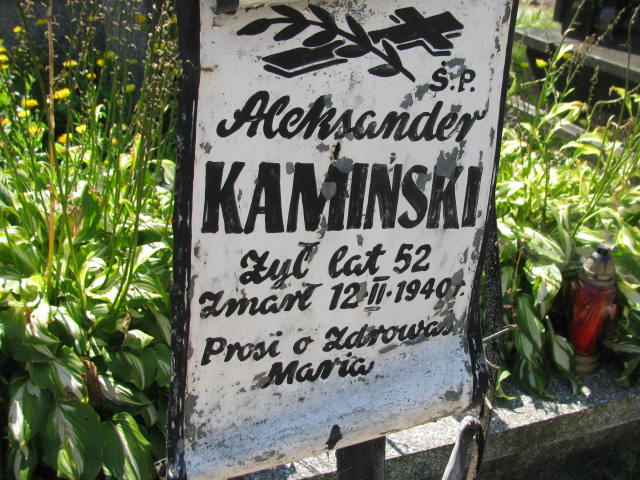 Ś.P.
Aleksander
KAMIŃSKI
żył lat 52
Zmarł 12·II·1940r.
Prosi o Zdrowaś
Maria